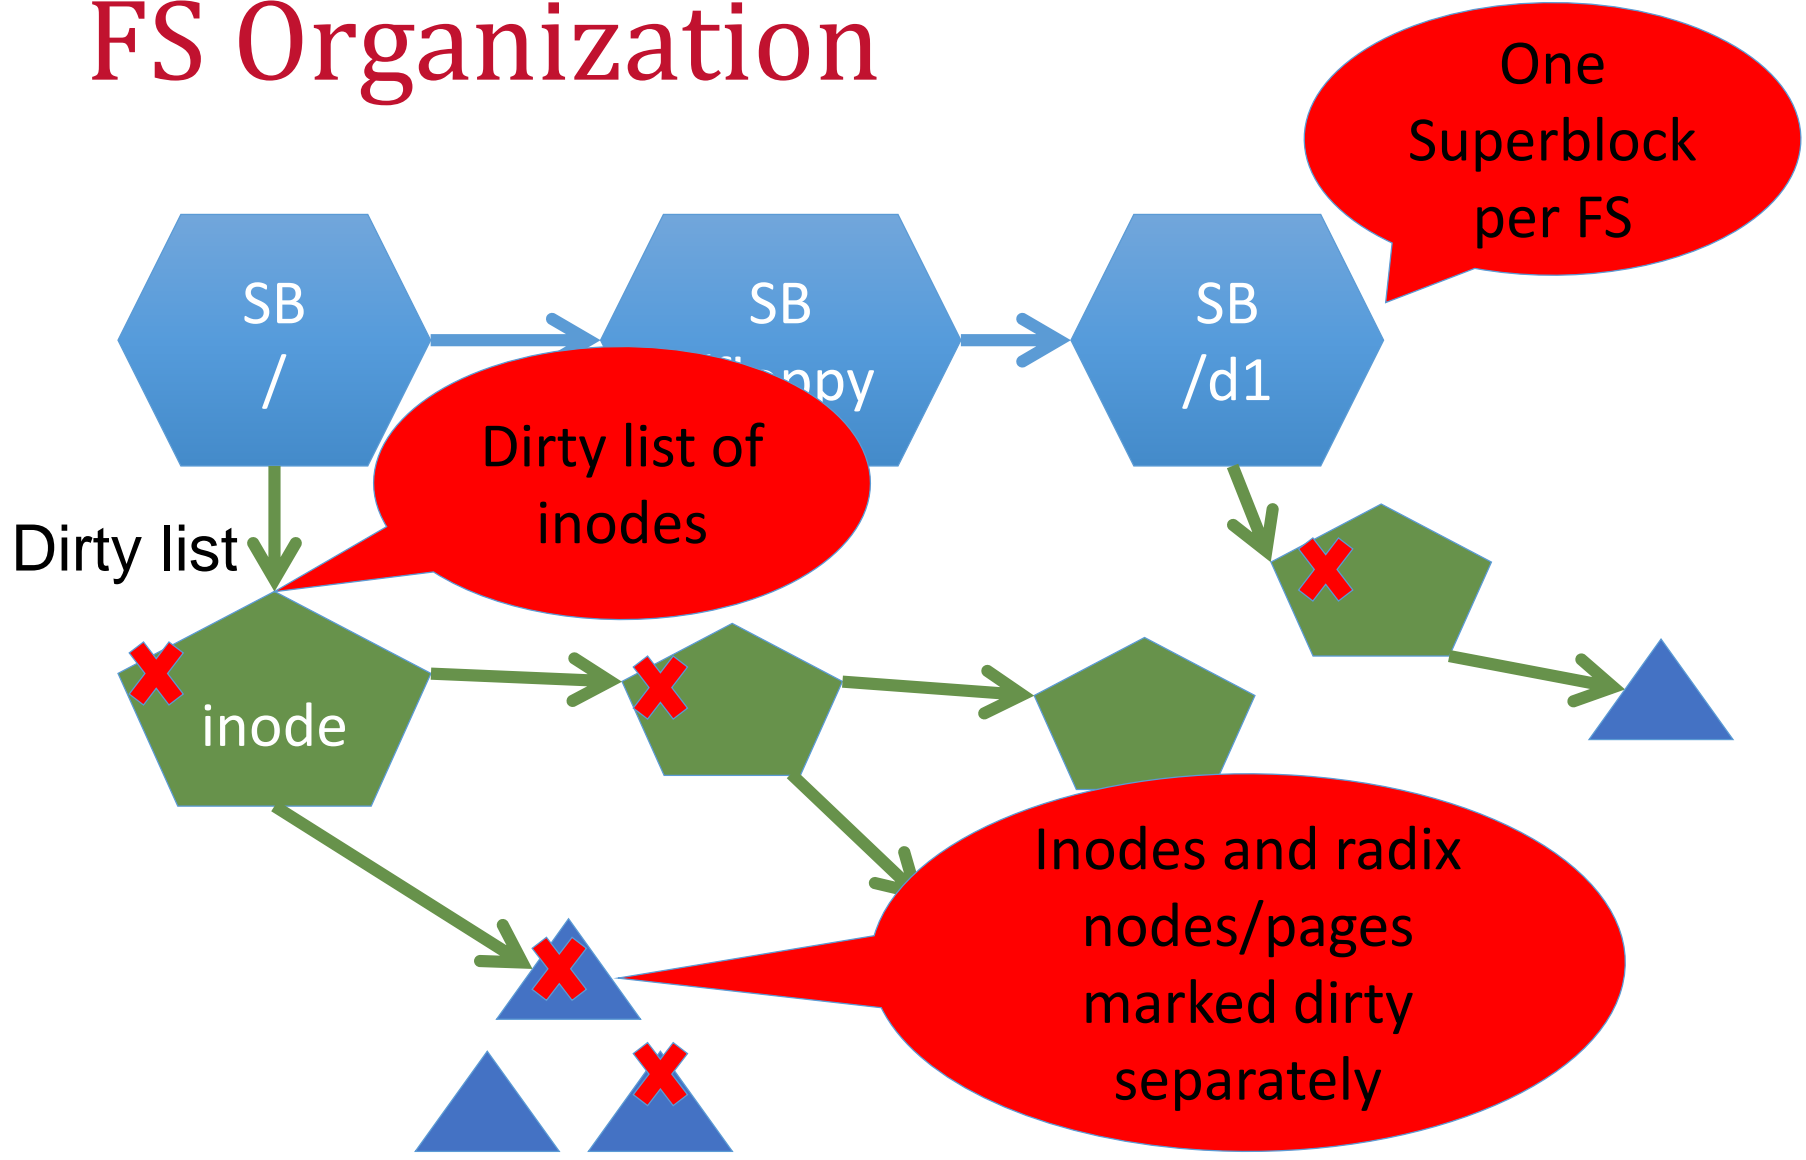 FS Organization
One
Superblock
per FS
SB
/
SB
SB
/d1
Dirty list of
inodes
Dirty list
inode
Inodes and radix
nodes/pages
marked dirty
separately